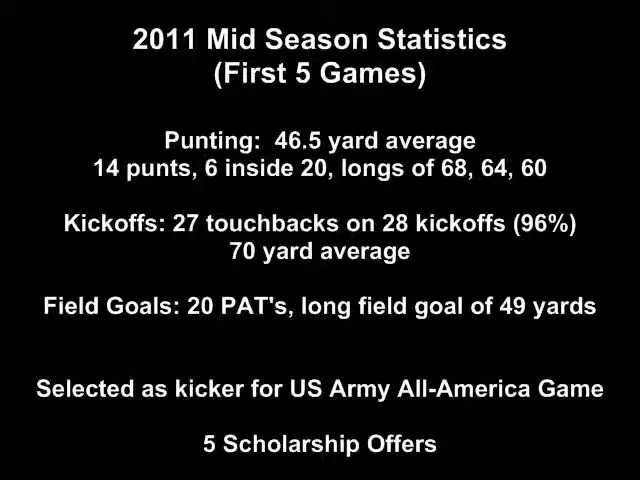 2011 Mid Season Statistics
(First 5 Games)
Punting:  46.5 yard average
14 punts, 6 inside 20, longs of 68, 64, 60
Kickoffs: 27 touchbacks on 28 kickoffs (96%)
70 yard average
Field Goals: 20 PAT's, long field goal of 49 yards
Selected as kicker for US Army All-America Game
5 Scholarship Offers